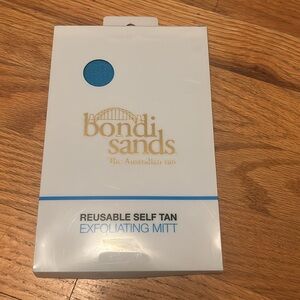 bondi
sands
The Australian tan
REUSABLE SELF TAN
EXFOLIATING MITT